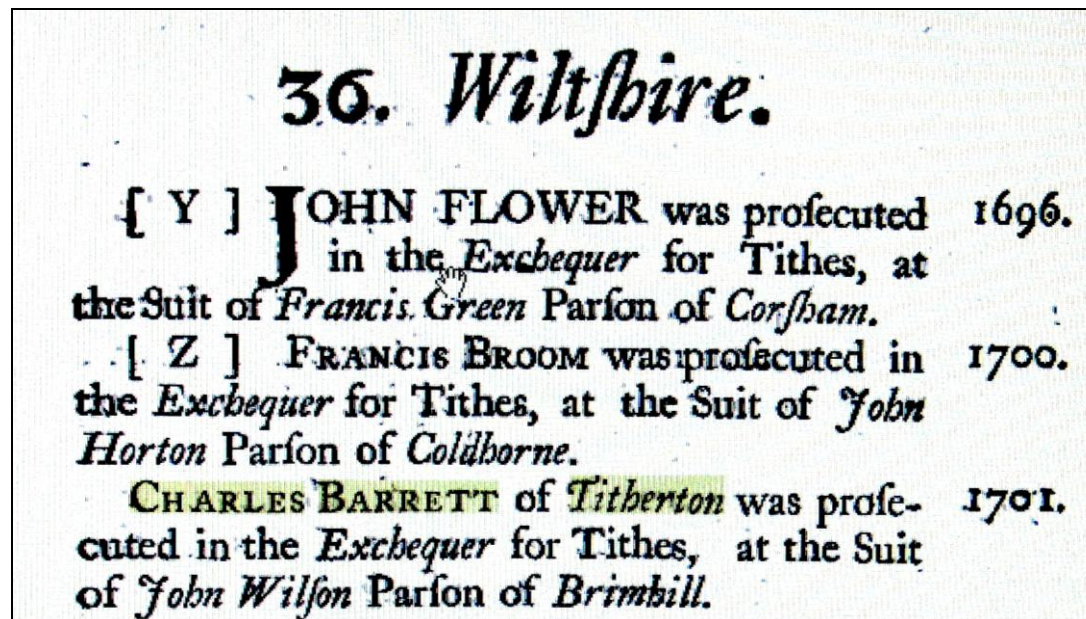 36. Wiltſhire.
[ Y ] JOHN FLOWER was proſecuted 1696.
in the Exchequer for Tithes, at
the Suit of Francis Green Parſon of Corſham.
[ Z ] FRANCIS BROOM was proſecuted in 1700.
the Exchequer for Tithes, at the Suit of John
Horton Parſon of Coldhorne.
CHARLES BARRETT of Titherton was proſe- 1701.
cuted in the Exchequer for Tithes, at the Suit
of John Wilſon Parſon of Brimhill.